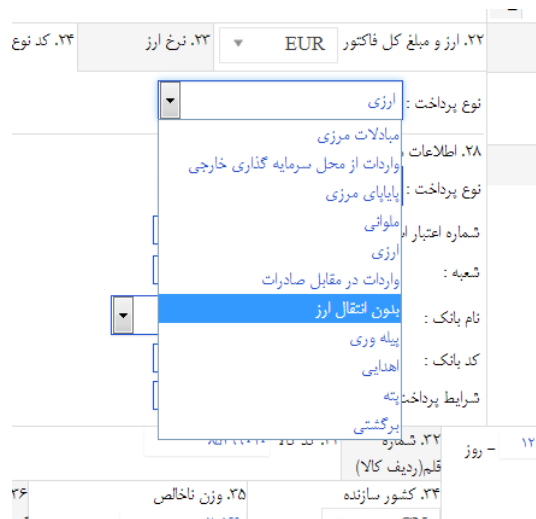 ۲۲. ارز و مبلغ کل فاکتور EUR ۲۳. نرخ ارز ۲۴. کد نوع
نوع پرداخت : ارزی
مبادلات مرزی
۲۸. اطلاعات
واردات از محل سرمایه گذاری خارجی
نوع پرداخت :
پایاپای مرزی
ملوانی
شماره اعتبار
ارزی
شعبه :
واردات در مقابل صادرات
بدون انتقال ارز
نام بانک :
پیله وری
کد بانک :
اهدایی
شرایط پرداخت
پته
برگشتی
۱۲ - روز
۳۲. شماره
قلم(ردیف کالا)
۳۴. کشور سازنده ۳۵. وزن ناخالص ۳۶